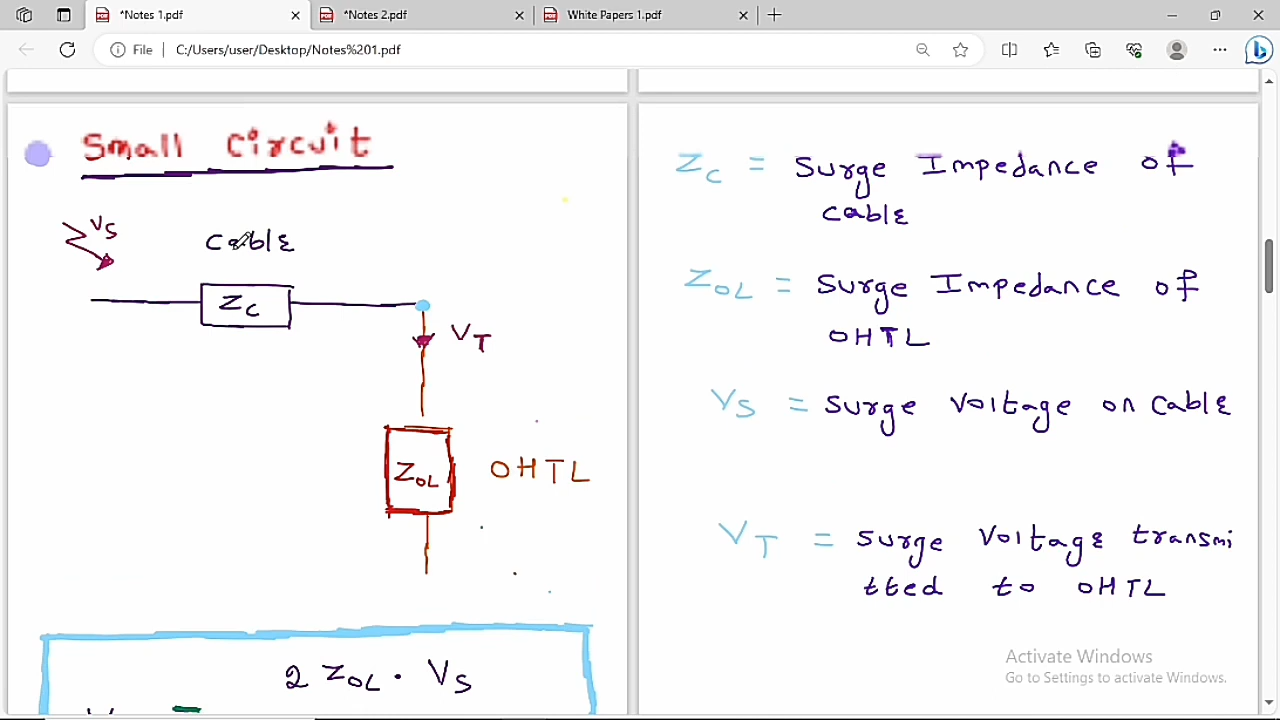 *Notes 1.pdf
*Notes 2.pdf
White Papers 1.pdf
File
C:/Users/user/Desktop/Notes%201.pdf
Small Circuit
VS
Cable
ZC
VT
ZOL
OHTL
2 ZOL . VS
ZC = Surge Impedance of
Cable
ZOL = Surge Impedance of
OHTL
VS = Surge Voltage on Cable
VT = Surge Voltage transmi
tted to OHTL
Activate Windows
Go to Settings to activate Windows.